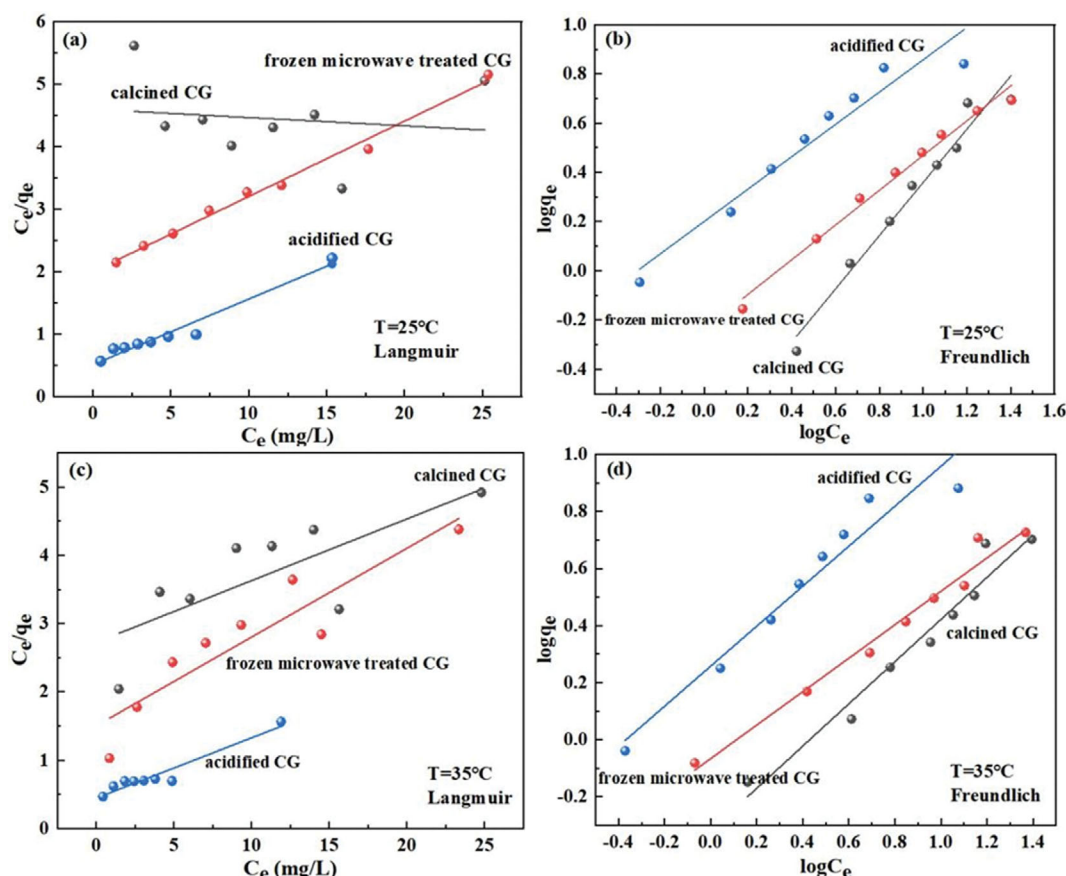 (a)
6
5
4
3
2
1
0
Ce/qe
frozen microwave treated CG
calcined CG
acidified CG
T=25°C
Langmuir
0 5 10 15 20 25
Ce (mg/L)
(b)
1.0
0.8
0.6
0.4
0.2
0.0
-0.2
-0.4
logqe
acidified CG
frozen microwave treated CG
calcined CG
T=25°C
Freundlich
-0.4 -0.2 0.0 0.2 0.4 0.6 0.8 1.0 1.2 1.4 1.6
logCe
(c)
5
4
3
2
1
0
Ce/qe
calcined CG
frozen microwave treated CG
acidified CG
T=35°C
Langmuir
0 5 10 15 20 25
Ce (mg/L)
(d)
1.0
0.8
0.6
0.4
0.2
0.0
-0.2
logqe
acidified CG
calcined CG
frozen microwave treated CG
T=35°C
Freundlich
-0.4 -0.2 0.0 0.2 0.4 0.6 0.8 1.0 1.2 1.4
logCe